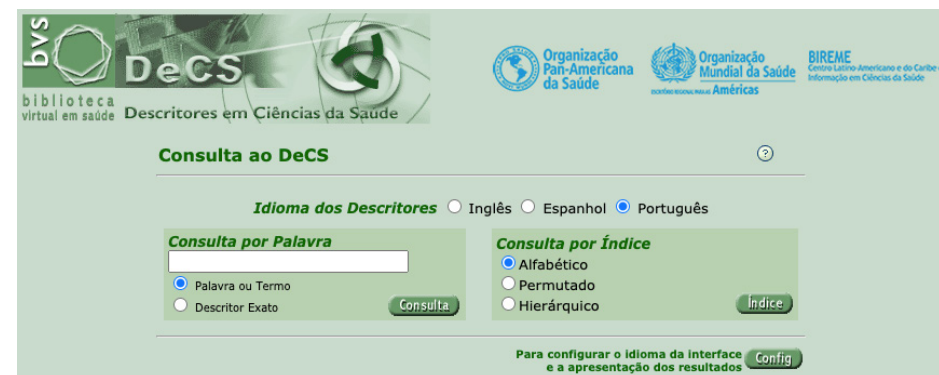 bvs
biblioteca
virtual em saúde
DeCS
Descritores em Ciências da Saúde
Organização
Pan-Americana
da Saúde
Organização
Mundial da Saúde
Américas
BIREME
Centro Latino-Americano e do Caribe
Informação em Ciências da Saúde
Consulta ao DeCS
?
Idioma dos Descritores Inglês Espanhol Português
Consulta por Palavra
Palavra ou Termo
Descritor Exato
Consulta
Consulta por Índice
Alfabético
Permutado
Hierárquico
Índice
Para configurar o idioma da interface
e a apresentação dos resultados
Config